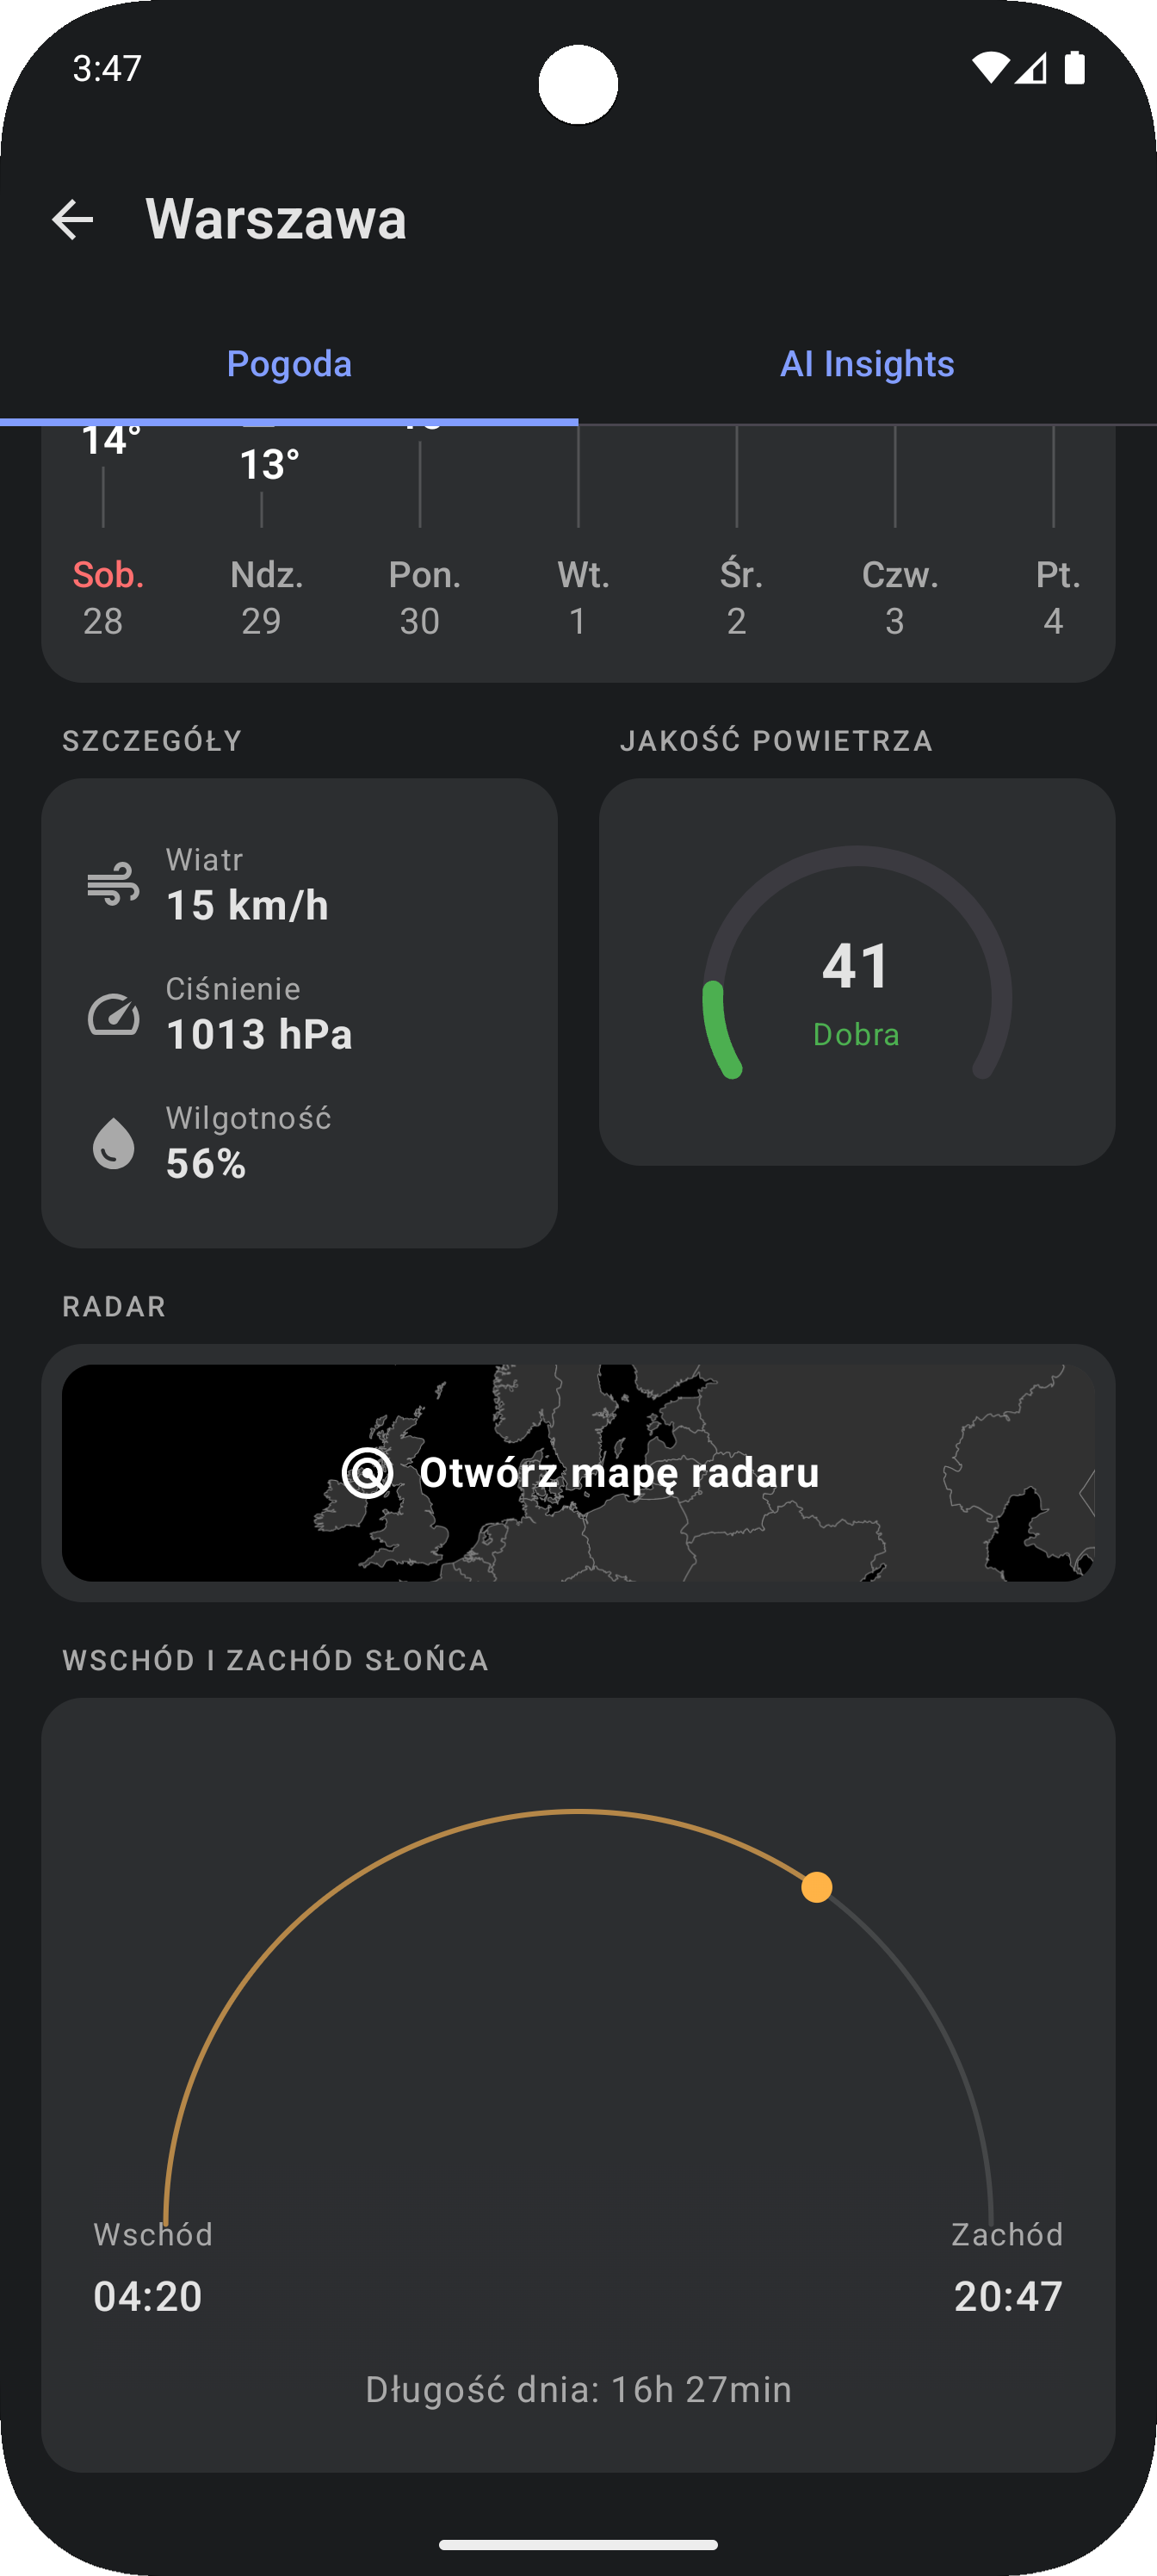 3:47
Warszawa
Pogoda
AI Insights
14°
13°
Sob.
28
Ndz.
29
Pon.
30
Wt.
1
Śr.
2
Czw.
3
Pt.
4
SZCZEGÓŁY
Wiatr
15 km/h
Ciśnienie
1013 hPa
Wilgotność
56%
JAKOŚĆ POWIETRZA
41
Dobra
RADAR
Otwórz mapę radaru
WSCHÓD I ZACHÓD SŁOŃCA
Wschód
04:20
Zachód
20:47
Długość dnia: 16h 27min